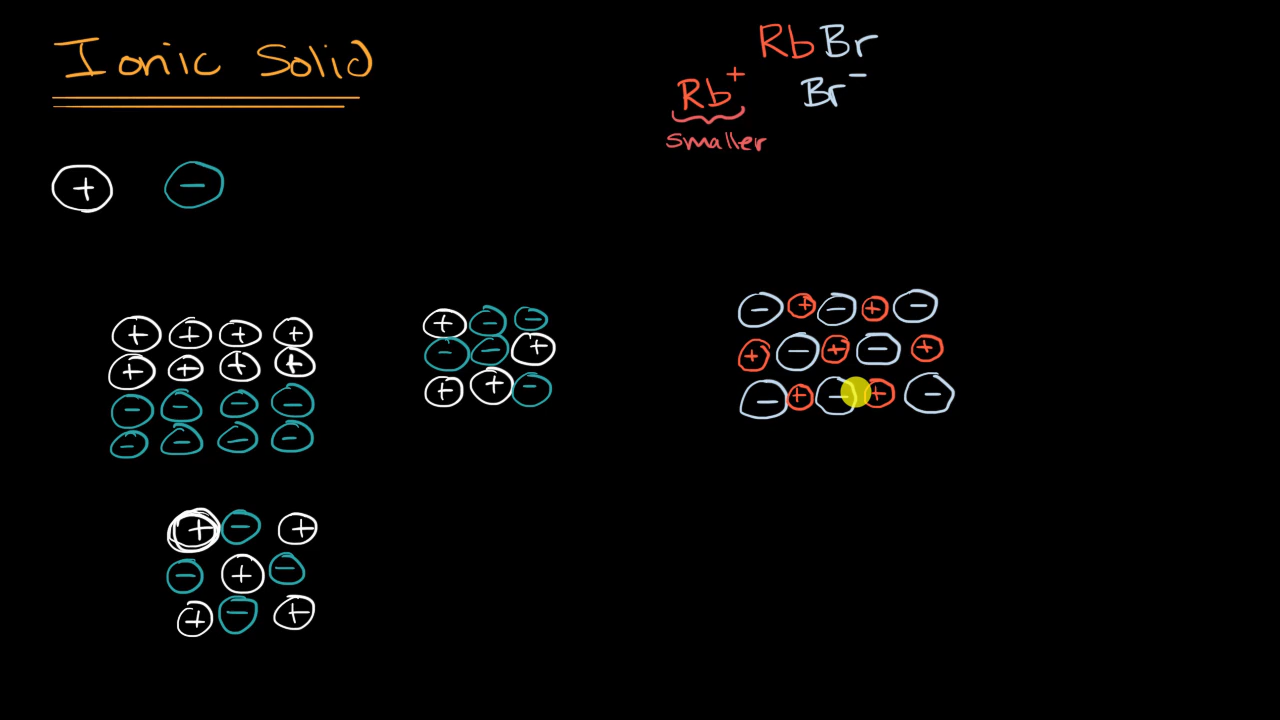 Ionic Solid
RbBr
Rb+ Br−
smaller
+ −
+ + + +
+ + + +
− − − −
− − − −
+ − −
− − +
+ + −
− + − + −
+ − + − +
− + − + −
+ − +
− + −
+ − +